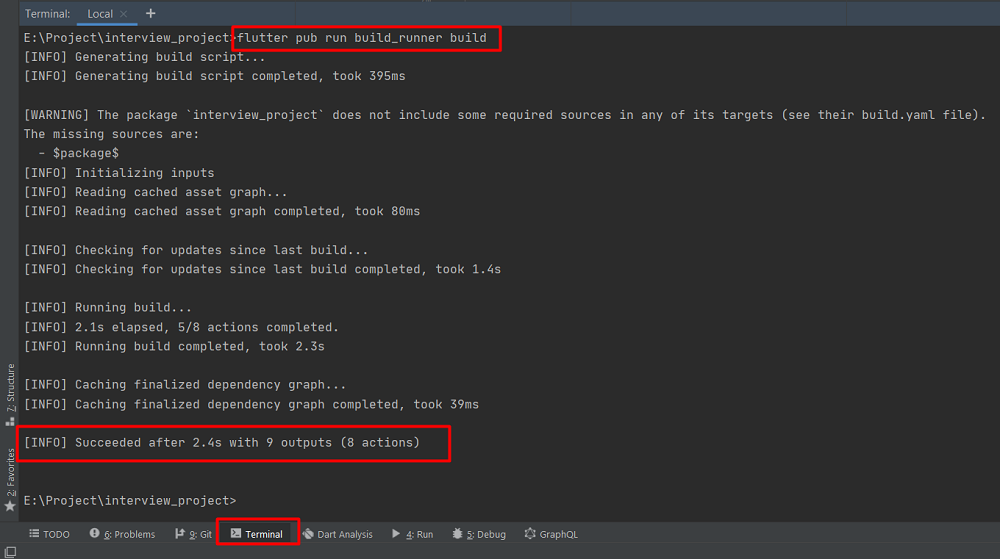 Terminal: Local × +
E:\Project\interview_project>flutter pub run build_runner build
[INFO] Generating build script...
[INFO] Generating build script completed, took 395ms
[WARNING] The package `interview_project` does not include some required sources in any of its targets (see their build.yaml file).
The missing sources are:
  - $package$
[INFO] Initializing inputs
[INFO] Reading cached asset graph...
[INFO] Reading cached asset graph completed, took 80ms
[INFO] Checking for updates since last build...
[INFO] Checking for updates since last build completed, took 1.4s
[INFO] Running build...
[INFO] 2.1s elapsed, 5/8 actions completed.
[INFO] Running build completed, took 2.3s
[INFO] Caching finalized dependency graph...
[INFO] Caching finalized dependency graph completed, took 39ms
[INFO] Succeeded after 2.4s with 9 outputs (8 actions)
E:\Project\interview_project>
Z: Structure
2: Favorites
TODO 6: Problems 9: Git Terminal Dart Analysis 4: Run 5: Debug GraphQL